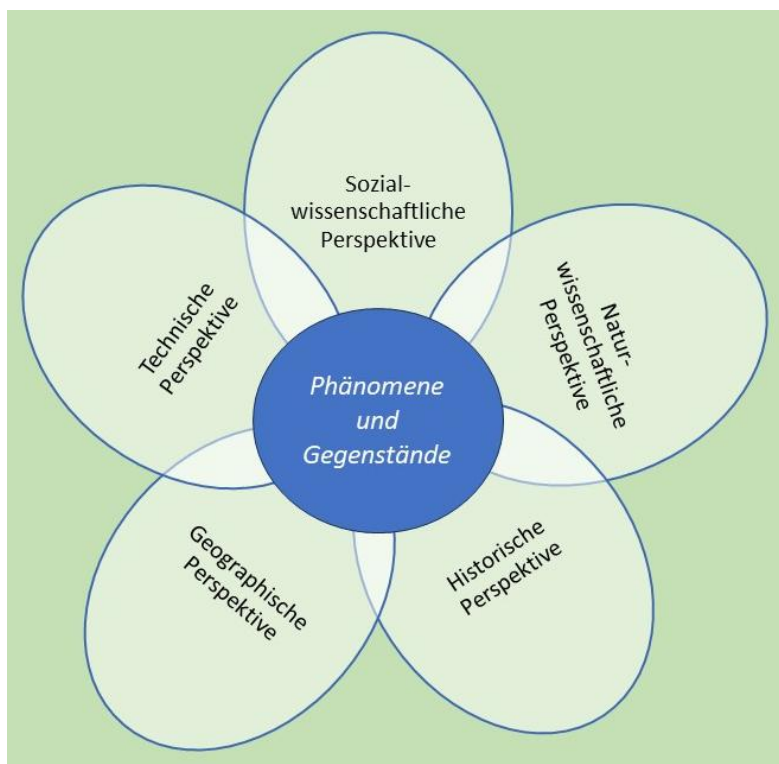 Sozial-
wissenschaftliche
Perspektive
Natur-
wissenschaftliche
Perspektive
Technische
Perspektive
Phänomene
und
Gegenstände
Geographische
Perspektive
Historische
Perspektive